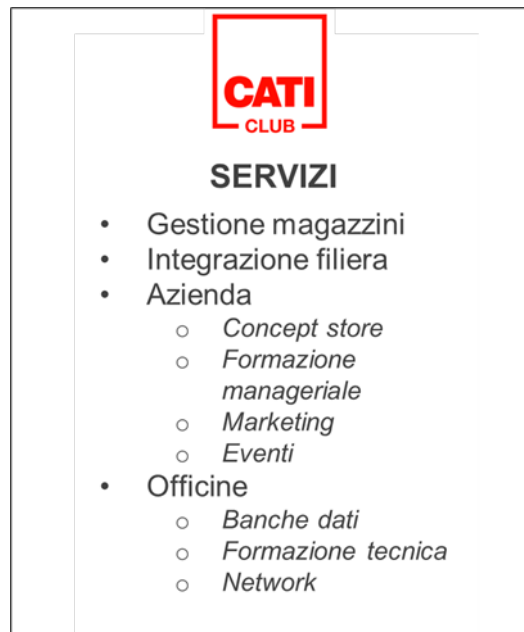 CATI
CLUB
SERVIZI
• Gestione magazzini
• Integrazione filiera
• Azienda
o Concept store
o Formazione
manageriale
o Marketing
o Eventi
• Officine
o Banche dati
o Formazione tecnica
o Network